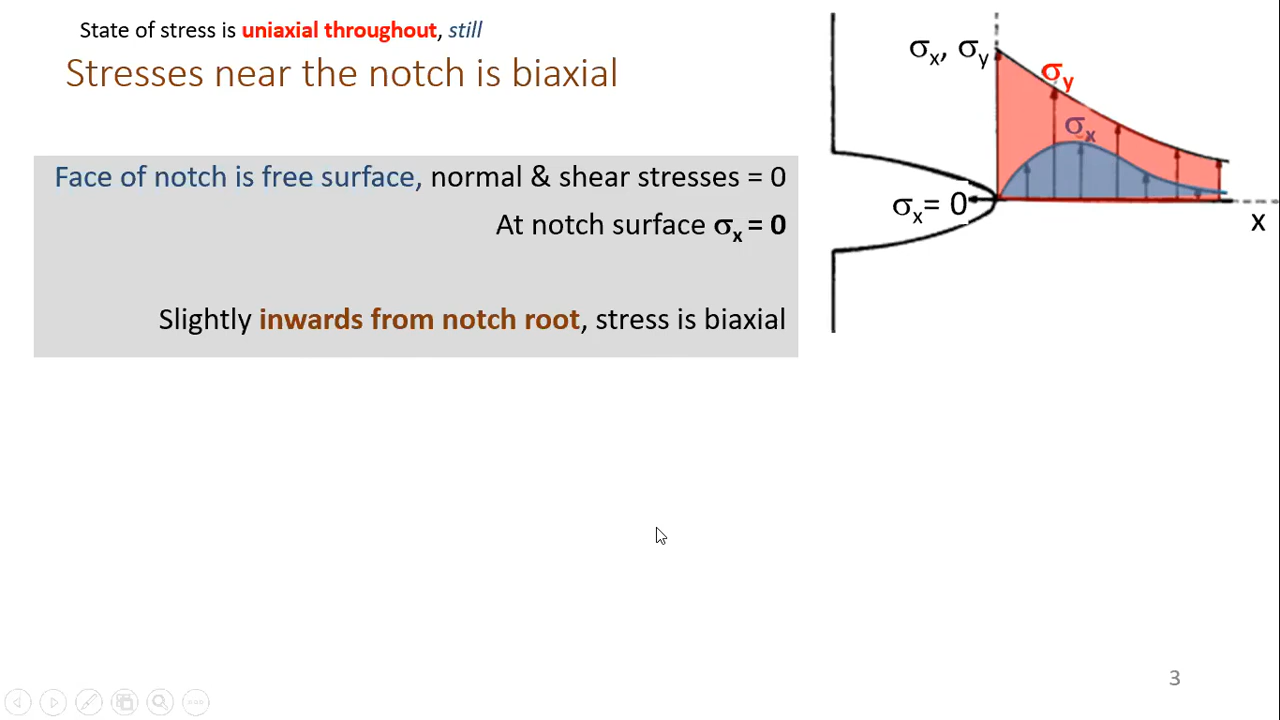 State of stress is uniaxial throughout, still
Stresses near the notch is biaxial
Face of notch is free surface, normal & shear stresses = 0
At notch surface σx = 0
Slightly inwards from notch root, stress is biaxial
σx, σy
σy
σx
σx= 0
x
3